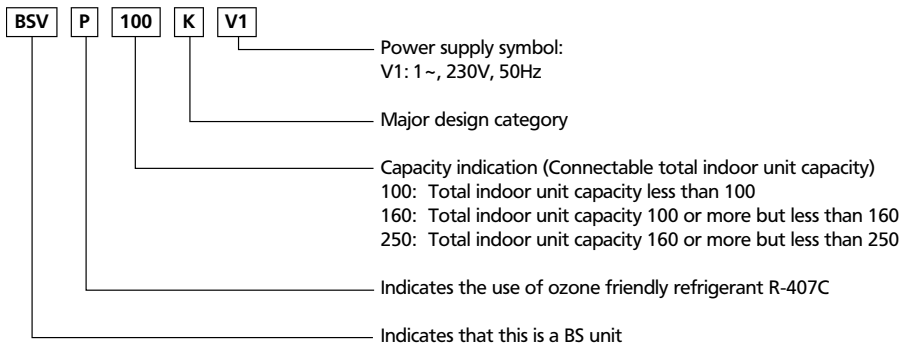 BSV P 100 K V1
Power supply symbol:
V1: 1~, 230V, 50Hz
Major design category
Capacity indication (Connectable total indoor unit capacity)
100: Total indoor unit capacity less than 100
160: Total indoor unit capacity 100 or more but less than 160
250: Total indoor unit capacity 160 or more but less than 250
Indicates the use of ozone friendly refrigerant R-407C
Indicates that this is a BS unit